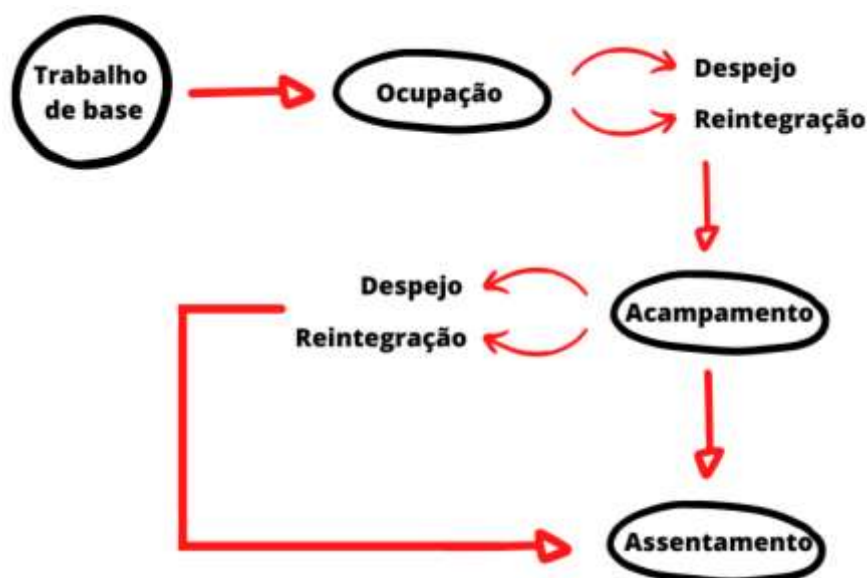 Trabalho
de base
Ocupação
Despejo
Reintegração
Despejo
Reintegração
Acampamento
Assentamento